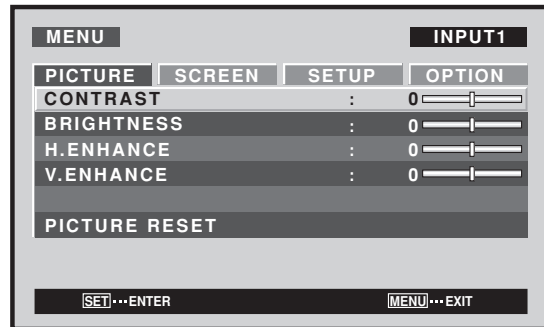 MENU INPUT1
PICTURE SCREEN SETUP OPTION
CONTRAST : 0
BRIGHTNESS : 0
H.ENHANCE : 0
V.ENHANCE : 0
PICTURE RESET
SET···ENTER MENU···EXIT